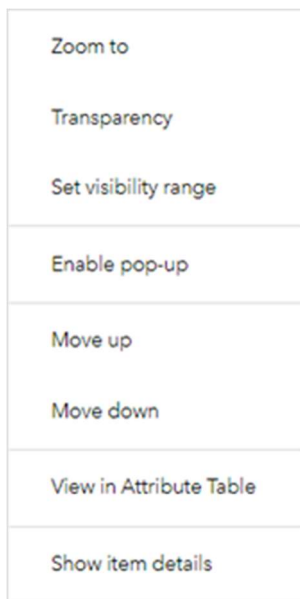 Zoom to
Transparency
Set visibility range
Enable pop-up
Move up
Move down
View in Attribute Table
Show item details